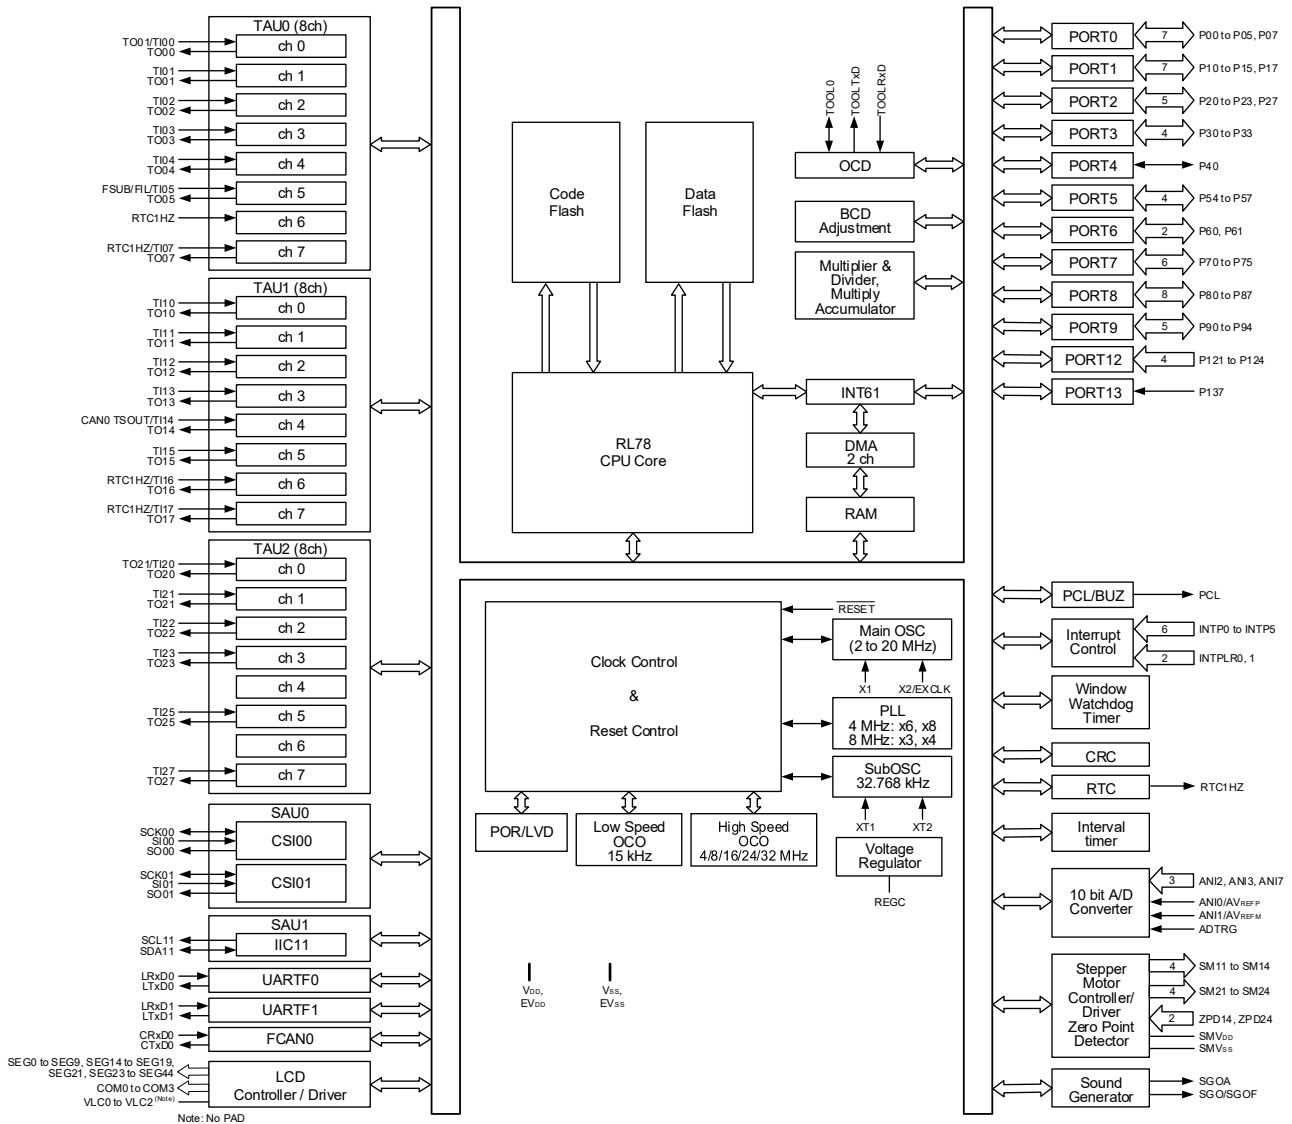 TAU0 (8ch)
TO01/TI00
TO00
ch 0
TI01
TO01
ch 1
TI02
TO02
ch 2
TI03
TO03
ch 3
TI04
TO04
ch 4
FSUB/FIL/TI05
TO05
ch 5
RTC1HZ
ch 6
RTC1HZ/TI07
TO07
ch 7
TAU1 (8ch)
TI10
TO10
ch 0
TI11
TO11
ch 1
TI12
TO12
ch 2
TI13
TO13
ch 3
CAN0 TSOUT/TI14
TO14
ch 4
TI15
TO15
ch 5
RTC1HZ/TI16
TO16
ch 6
RTC1HZ/TI17
TO17
ch 7
TAU2 (8ch)
TO21/TI20
TO20
ch 0
TI21
TO21
ch 1
TI22
TO22
ch 2
TI23
TO23
ch 3
ch 4
TI25
TO25
ch 5
ch 6
TI27
TO27
ch 7
SAU0
SCK00
SI00
SO00
CSI00
SCK01
SI01
SO01
CSI01
SAU1
SCL11
SDA11
IIC11
LRxD0
LTxD0
UARTF0
LRxD1
LTxD1
UARTF1
CRxD0
CTxD0
FCAN0
SEG0 to SEG9, SEG14 to SEG19,
SEG21, SEG23 to SEG44
COM0 to COM3
VLC0 to VLC2 (Note)
LCD
Controller / Driver
Note: No PAD
Code
Flash
Data
Flash
RL78
CPU Core
TOOL0
TOOLTxD
TOOLRxD
OCD
BCD
Adjustment
Multiplier &
Divider,
Multiply
Accumulator
INT61
DMA
2 ch
RAM
Clock Control
&
Reset Control
RESET
Main OSC
(2 to 20 MHz)
X1
X2/EXCLK
PLL
4 MHz: x6, x8
8 MHz: x3, x4
SubOSC
32.768 kHz
XT1
XT2
POR/LVD
Low Speed
OCO
15 kHz
High Speed
OCO
4/8/16/24/32 MHz
Voltage
Regulator
REGC
VDD,
EVDD
VSS,
EVSS
PORT0
7
P00 to P05, P07
PORT1
7
P10 to P15, P17
PORT2
5
P20 to P23, P27
PORT3
4
P30 to P33
PORT4
P40
PORT5
4
P54 to P57
PORT6
2
P60, P61
PORT7
6
P70 to P75
PORT8
8
P80 to P87
PORT9
5
P90 to P94
PORT12
4
P121 to P124
PORT13
P137
PCL/BUZ
PCL
Interrupt
Control
6
INTP0 to INTP5
2
INTPLR0, 1
Window
Watchdog
Timer
CRC
RTC
RTC1HZ
Interval
timer
10 bit A/D
Converter
3
ANI2, ANI3, ANI7
ANI0/AVREFP
ANI1/AVREFM
ADTRG
Stepper
Motor
Controller/
Driver
Zero Point
Detector
4
SM11 to SM14
4
SM21 to SM24
2
ZPD14, ZPD24
SMVDD
SMVSS
Sound
Generator
SGOA
SGO/SGOF